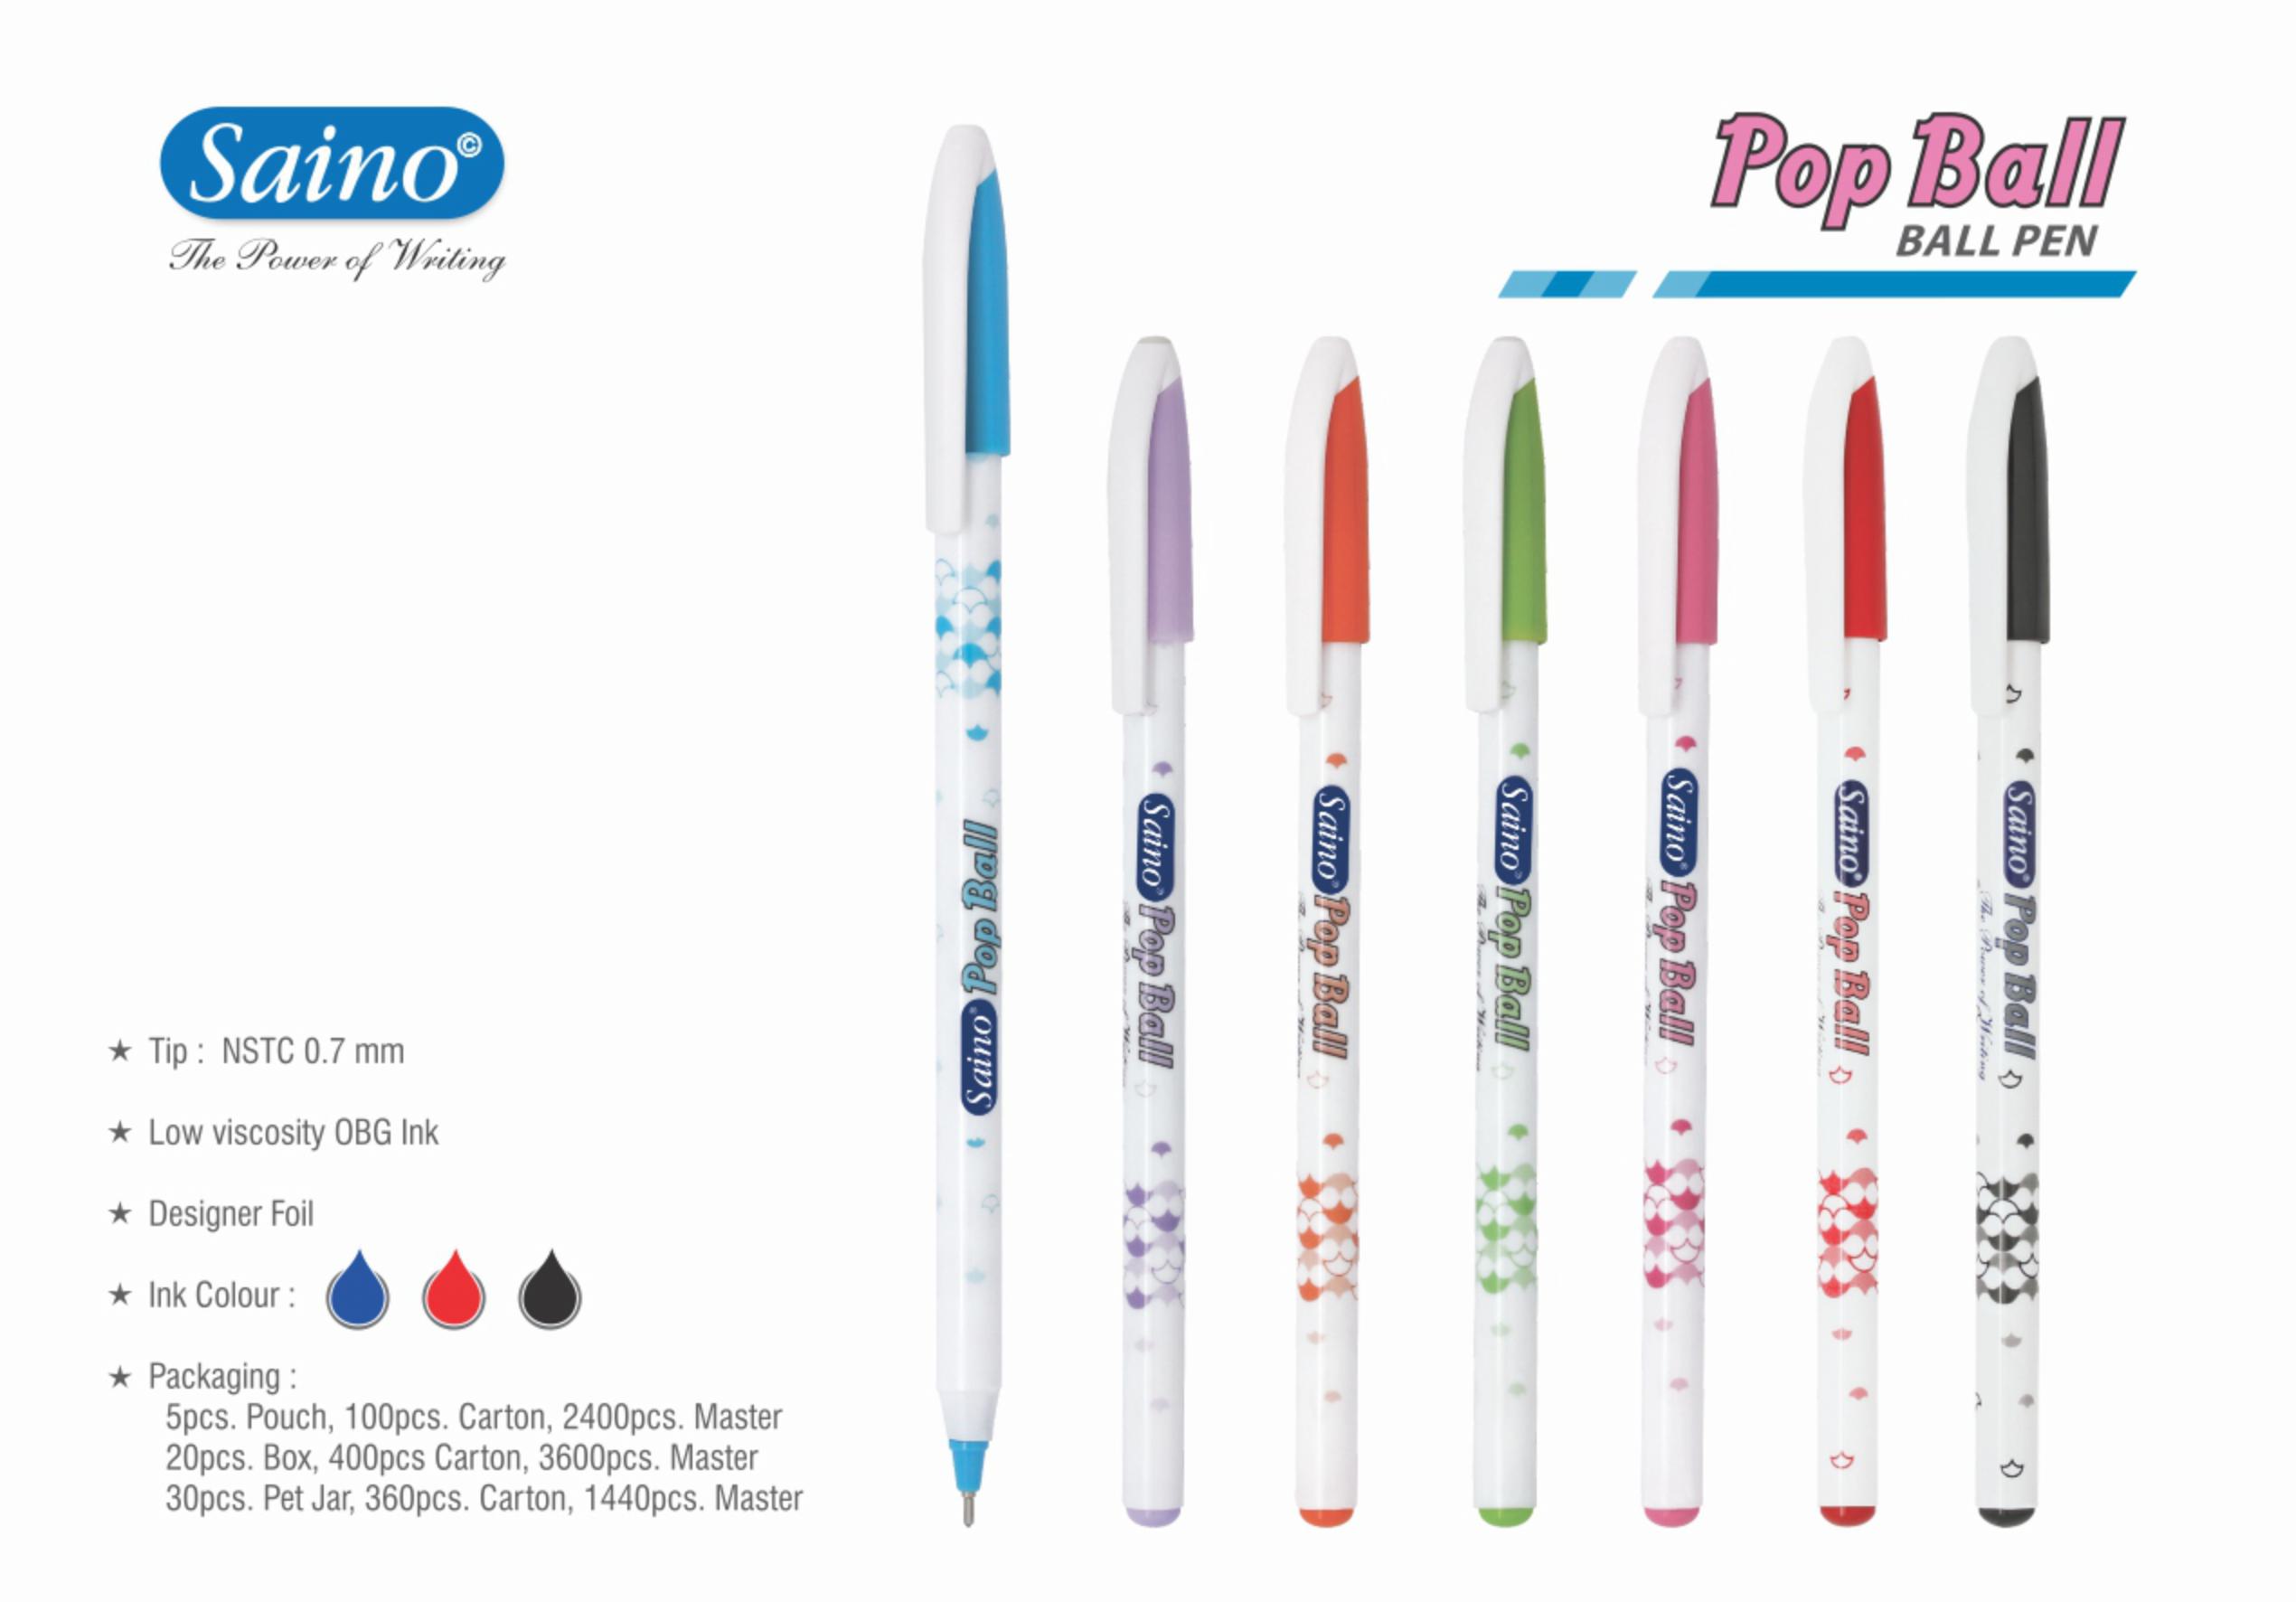 Saino©
The Power of Writing
Pop Ball
BALL PEN
Saino Pop Ball
Saino Pop Ball
Saino Pop Ball
Saino Pop Ball
Saino Pop Ball
Saino Pop Ball
Saino Pop Ball
The Power of Writing
★ Tip : NSTC 0.7 mm
★ Low viscosity OBG Ink
★ Designer Foil
★ Ink Colour :
★ Packaging :
5pcs. Pouch, 100pcs. Carton, 2400pcs. Master
20pcs. Box, 400pcs Carton, 3600pcs. Master
30pcs. Pet Jar, 360pcs. Carton, 1440pcs. Master